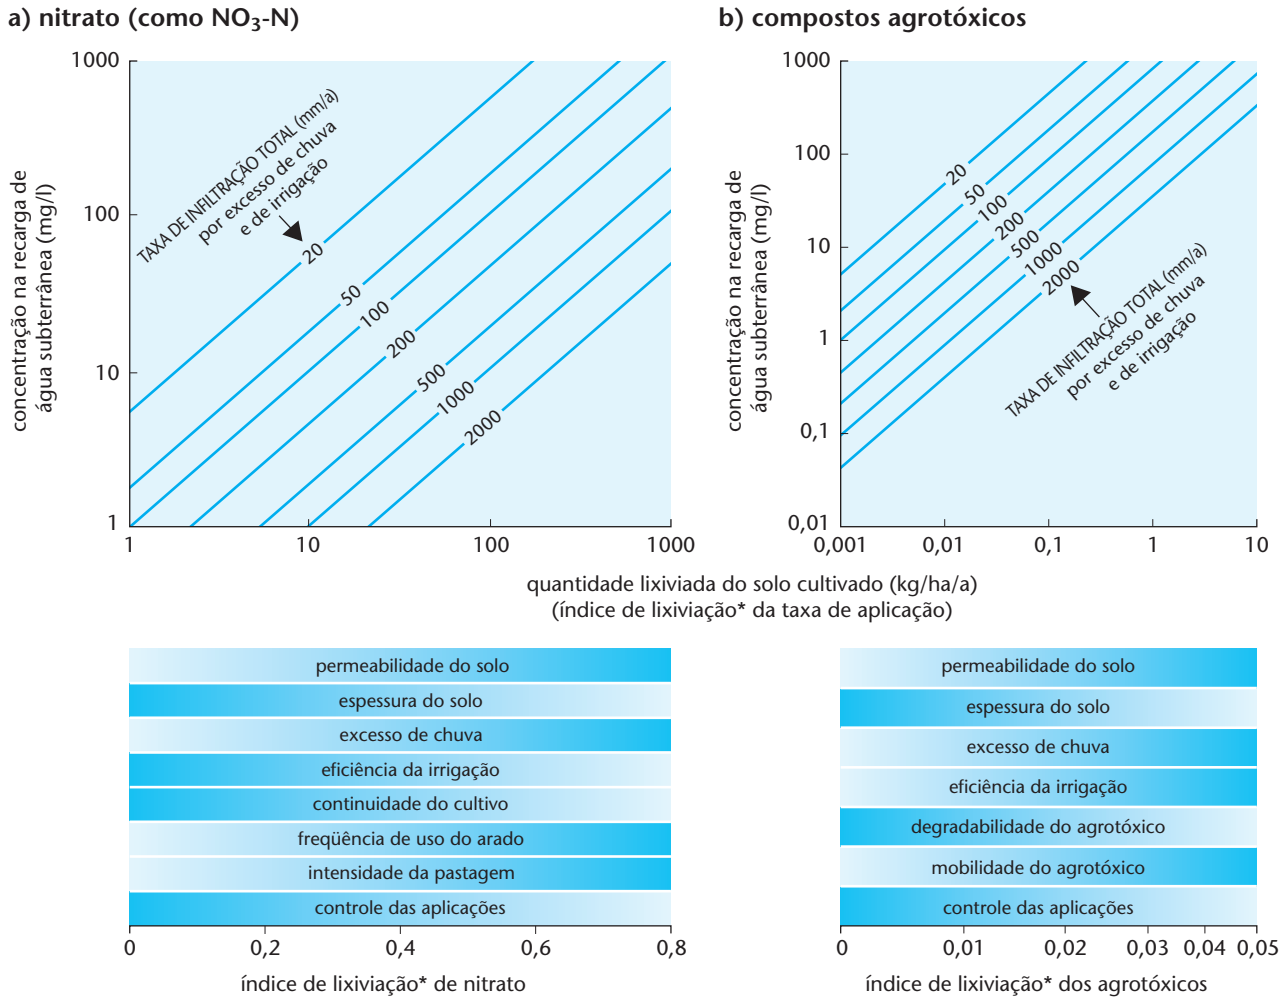 a) nitrato (como NO₃-N)
1000
100
10
1
1
10
100
1000
concentração na recarga de
água subterrânea (mg/l)
TAXA DE INFILTRAÇÃO TOTAL (mm/a)
por excesso de chuva
e de irrigação
20
50
100
200
500
1000
2000
b) compostos agrotóxicos
1000
100
10
1
0,1
0,01
0,001
0,01
0,1
1
10
concentração na recarga de
água subterrânea (mg/l)
20
50
100
200
500
1000
2000
TAXA DE INFILTRAÇÃO TOTAL (mm/a)
por excesso de chuva
e de irrigação
quantidade lixiviada do solo cultivado (kg/ha/a)
(índice de lixiviação* da taxa de aplicação)
permeabilidade do solo
espessura do solo
excesso de chuva
eficiência da irrigação
continuidade do cultivo
freqüência de uso do arado
intensidade da pastagem
controle das aplicações
0
0,2
0,4
0,6
0,8
índice de lixiviação* de nitrato
permeabilidade do solo
espessura do solo
excesso de chuva
eficiência da irrigação
degradabilidade do agrotóxico
mobilidade do agrotóxico
controle das aplicações
0
0,01
0,02
0,03
0,04
0,05
índice de lixiviação* dos agrotóxicos